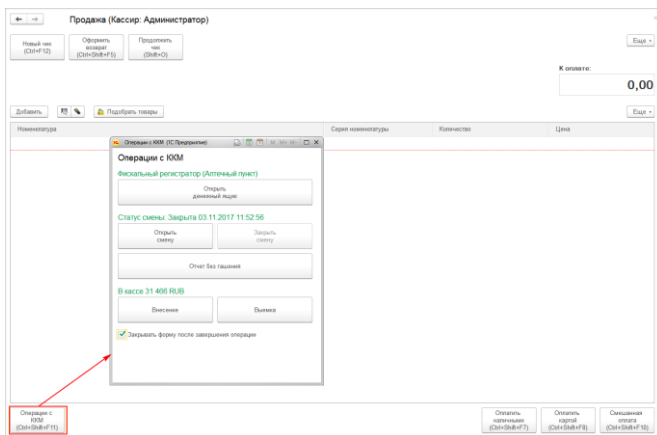 Продажа (Кассир: Администратор)
Новый чек
(Ctrl+F12)
Оформить
возврат
(Ctrl+Shift+F5)
Продолжить
чек
(Shift+O)
Еще
К оплате:
0,00
Добавить
Подобрать товары
Еще
Номенклатура
Серия номенклатуры
Количество
Цена
Операции с ККМ (1С:Предприятие)
M M+ M-
Операции с ККМ
Фискальный регистратор (Аптечный пункт)
Открыть
денежный ящик
Статус смены: Закрыта 03.11.2017 11:52:56
Открыть
смену
Закрыть
смену
Отчет без гашения
В кассе 31 466 RUB
Внесение
Выемка
Закрывать форму после завершения операции
Операции с
ККМ
(Ctrl+Shift+F11)
Оплатить
наличными
(Ctrl+Shift+F7)
Оплатить
картой
(Ctrl+Shift+F8)
Смешанная
оплата
(Ctrl+Shift+F10)